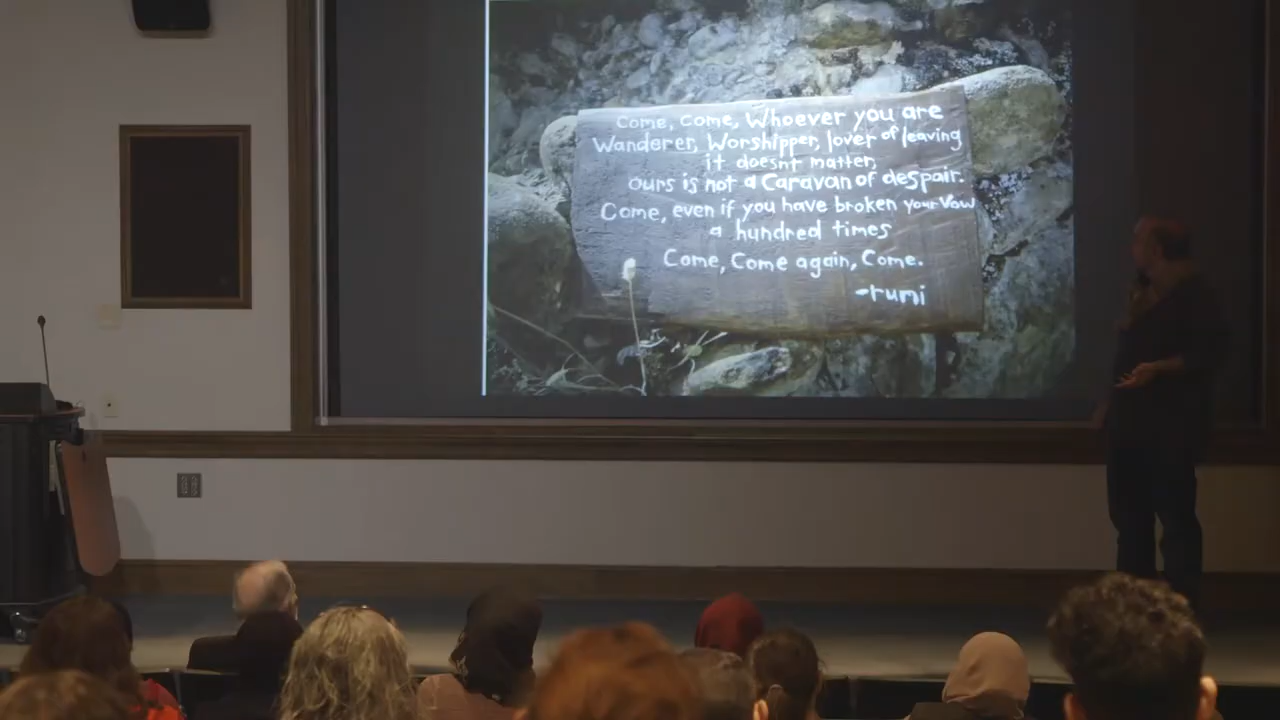 Come, Come, Whoever you are
Wanderer, Worshipper, lover of leaving
it doesnt matter,
ours is not a Caravan of despair.
Come, even if you have broken your Vow
a hundred times
Come, Come again, Come.
-rumi